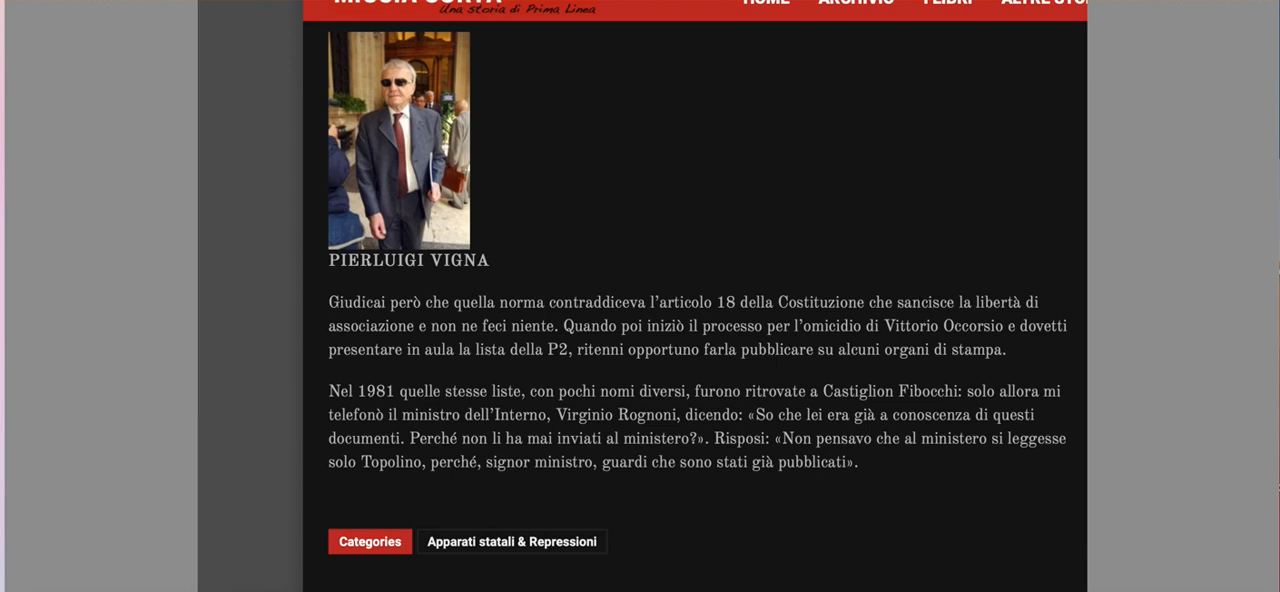 Una storia di Prima Linea
HOME ARCHIVIO I LIBRI
PIERLUIGI VIGNA
Giudicai però che quella norma contraddiceva l'articolo 18 della Costituzione che sancisce la libertà di
associazione e non ne feci niente. Quando poi iniziò il processo per l'omicidio di Vittorio Occorsio e dovetti
presentare in aula la lista della P2, ritenni opportuno farla pubblicare su alcuni organi di stampa.
Nel 1981 quelle stesse liste, con pochi nomi diversi, furono ritrovate a Castiglion Fibocchi: solo allora mi
telefonò il ministro dell'Interno, Virginio Rognoni, dicendo: «So che lei era già a conoscenza di questi
documenti. Perché non li ha mai inviati al ministero?». Risposi: «Non pensavo che al ministero si leggesse
solo Topolino, perché, signor ministro, guardi che sono stati già pubblicati».
Categories Apparati statali & Repressioni